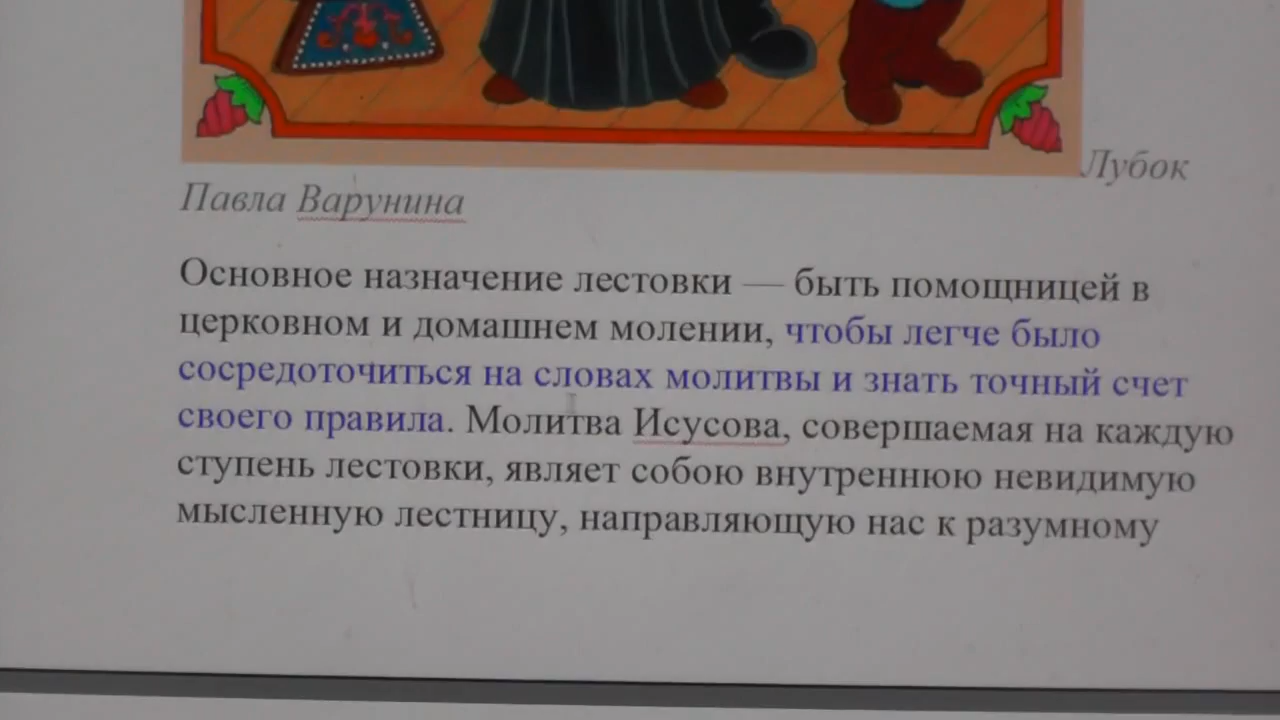 Лубок
Павла Варунина
Основное назначение лестовки — быть помощницей в
церковном и домашнем молении, чтобы легче было
сосредоточиться на словах молитвы и знать точный счет
своего правила. Молитва Исусова, совершаемая на каждую
ступень лестовки, являет собою внутреннюю невидимую
мысленную лестницу, направляющую нас к разумному